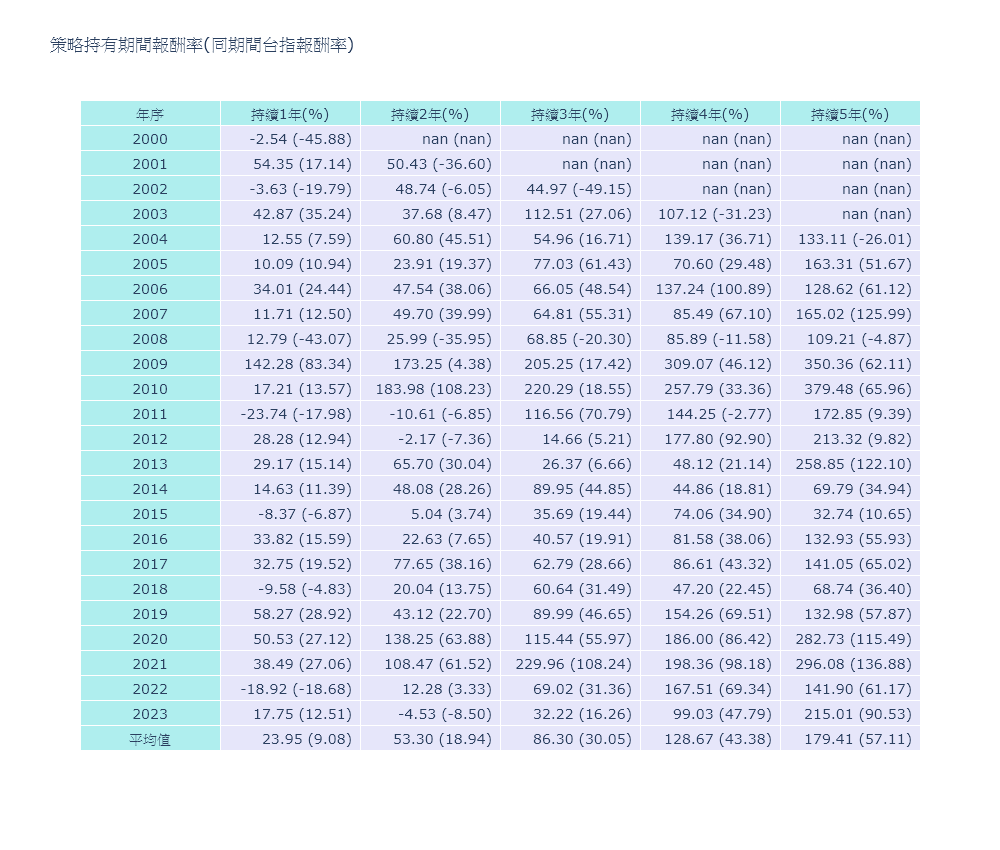 策略持有期間報酬率(同期間台指報酬率)
年序 持續1年(%) 持續2年(%) 持續3年(%) 持續4年(%) 持續5年(%)
2000 -2.54 (-45.88) nan (nan) nan (nan) nan (nan) nan (nan)
2001 54.35 (17.14) 50.43 (-36.60) nan (nan) nan (nan) nan (nan)
2002 -3.63 (-19.79) 48.74 (-6.05) 44.97 (-49.15) nan (nan) nan (nan)
2003 42.87 (35.24) 37.68 (8.47) 112.51 (27.06) 107.12 (-31.23) nan (nan)
2004 12.55 (7.59) 60.80 (45.51) 54.96 (16.71) 139.17 (36.71) 133.11 (-26.01)
2005 10.09 (10.94) 23.91 (19.37) 77.03 (61.43) 70.60 (29.48) 163.31 (51.67)
2006 34.01 (24.44) 47.54 (38.06) 66.05 (48.54) 137.24 (100.89) 128.62 (61.12)
2007 11.71 (12.50) 49.70 (39.99) 64.81 (55.31) 85.49 (67.10) 165.02 (125.99)
2008 12.79 (-43.07) 25.99 (-35.95) 68.85 (-20.30) 85.89 (-11.58) 109.21 (-4.87)
2009 142.28 (83.34) 173.25 (4.38) 205.25 (17.42) 309.07 (46.12) 350.36 (62.11)
2010 17.21 (13.57) 183.98 (108.23) 220.29 (18.55) 257.79 (33.36) 379.48 (65.96)
2011 -23.74 (-17.98) -10.61 (-6.85) 116.56 (70.79) 144.25 (-2.77) 172.85 (9.39)
2012 28.28 (12.94) -2.17 (-7.36) 14.66 (5.21) 177.80 (92.90) 213.32 (9.82)
2013 29.17 (15.14) 65.70 (30.04) 26.37 (6.66) 48.12 (21.14) 258.85 (122.10)
2014 14.63 (11.39) 48.08 (28.26) 89.95 (44.85) 44.86 (18.81) 69.79 (34.94)
2015 -8.37 (-6.87) 5.04 (3.74) 35.69 (19.44) 74.06 (34.90) 32.74 (10.65)
2016 33.82 (15.59) 22.63 (7.65) 40.57 (19.91) 81.58 (38.06) 132.93 (55.93)
2017 32.75 (19.52) 77.65 (38.16) 62.79 (28.66) 86.61 (43.32) 141.05 (65.02)
2018 -9.58 (-4.83) 20.04 (13.75) 60.64 (31.49) 47.20 (22.45) 68.74 (36.40)
2019 58.27 (28.92) 43.12 (22.70) 89.99 (46.65) 154.26 (69.51) 132.98 (57.87)
2020 50.53 (27.12) 138.25 (63.88) 115.44 (55.97) 186.00 (86.42) 282.73 (115.49)
2021 38.49 (27.06) 108.47 (61.52) 229.96 (108.24) 198.36 (98.18) 296.08 (136.88)
2022 -18.92 (-18.68) 12.28 (3.33) 69.02 (31.36) 167.51 (69.34) 141.90 (61.17)
2023 17.75 (12.51) -4.53 (-8.50) 32.22 (16.26) 99.03 (47.79) 215.01 (90.53)
平均值 23.95 (9.08) 53.30 (18.94) 86.30 (30.05) 128.67 (43.38) 179.41 (57.11)